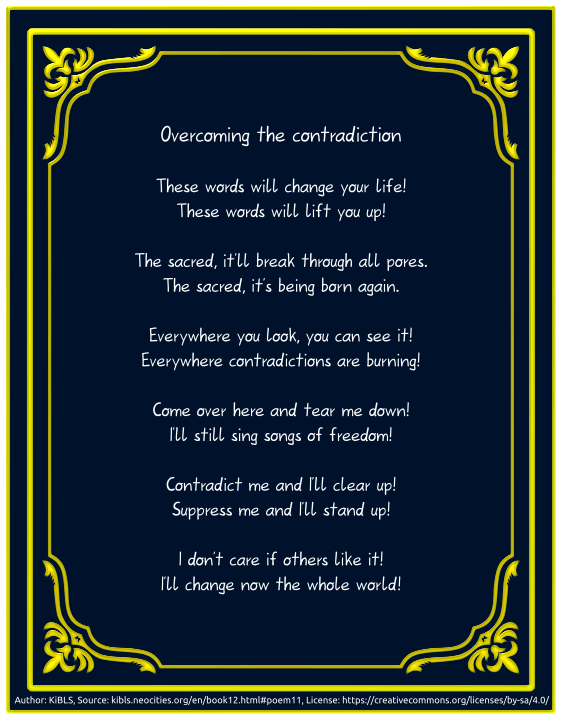 Overcoming the contradiction
These words will change your life!
These words will lift you up!
The sacred, it'll break through all pores.
The sacred, it's being born again.
Everywhere you look, you can see it!
Everywhere contradictions are burning!
Come over here and tear me down!
I'll still sing songs of freedom!
Contradict me and I'll clear up!
Suppress me and I'll stand up!
I don't care if others like it!
I'll change now the whole world!
Author: KiBLS, Source: kibls.neocities.org/en/book12.html#poem11, License: https://creativecommons.org/licenses/by-sa/4.0/